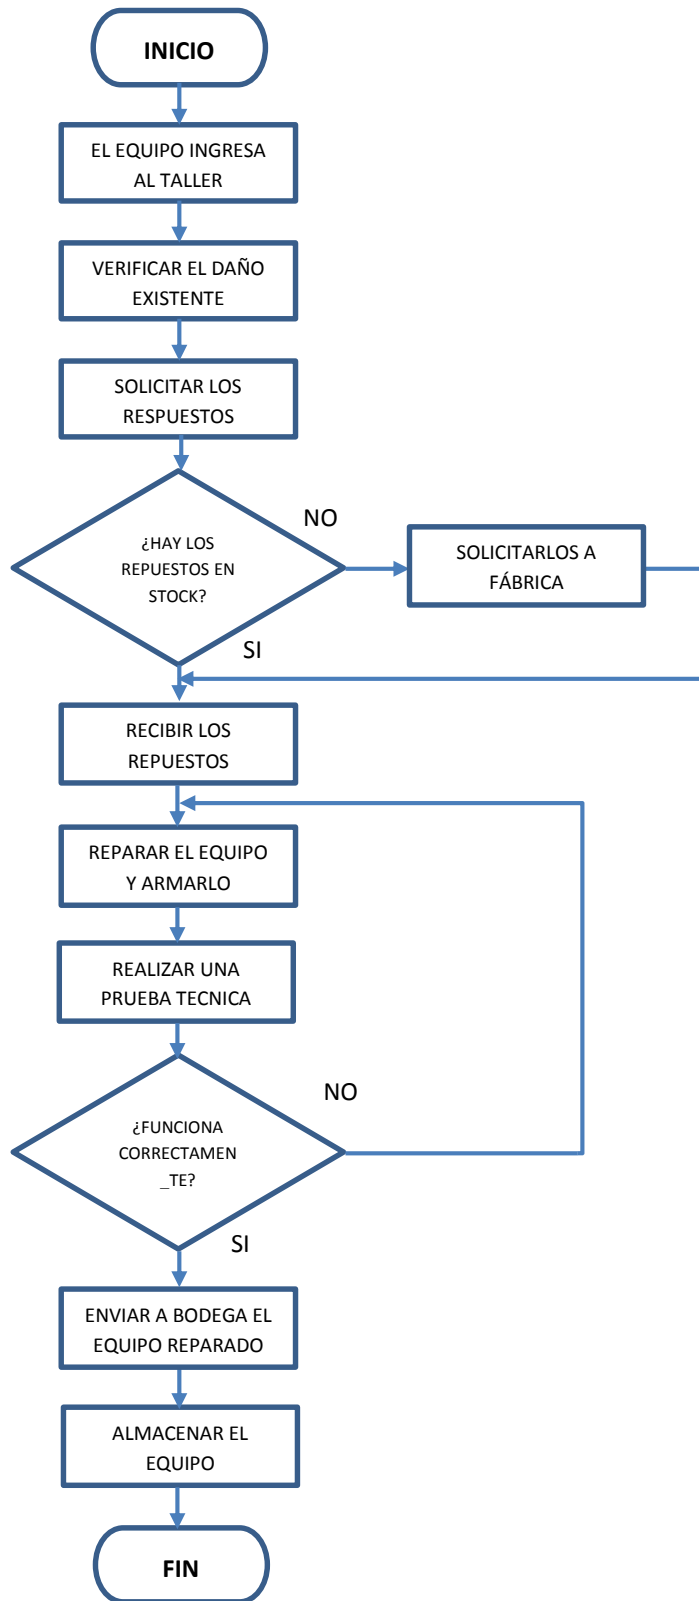 INICIO
EL EQUIPO INGRESA
AL TALLER
VERIFICAR EL DAÑO
EXISTENTE
SOLICITAR LOS
RESPUESTOS
NO
¿HAY LOS
REPUESTOS EN
STOCK?
SOLICITARLOS A
FÁBRICA
SI
RECIBIR LOS
REPUESTOS
REPARAR EL EQUIPO
Y ARMARLO
REALIZAR UNA
PRUEBA TECNICA
NO
¿FUNCIONA
CORRECTAMEN
_TE?
SI
ENVIAR A BODEGA EL
EQUIPO REPARADO
ALMACENAR EL
EQUIPO
FIN